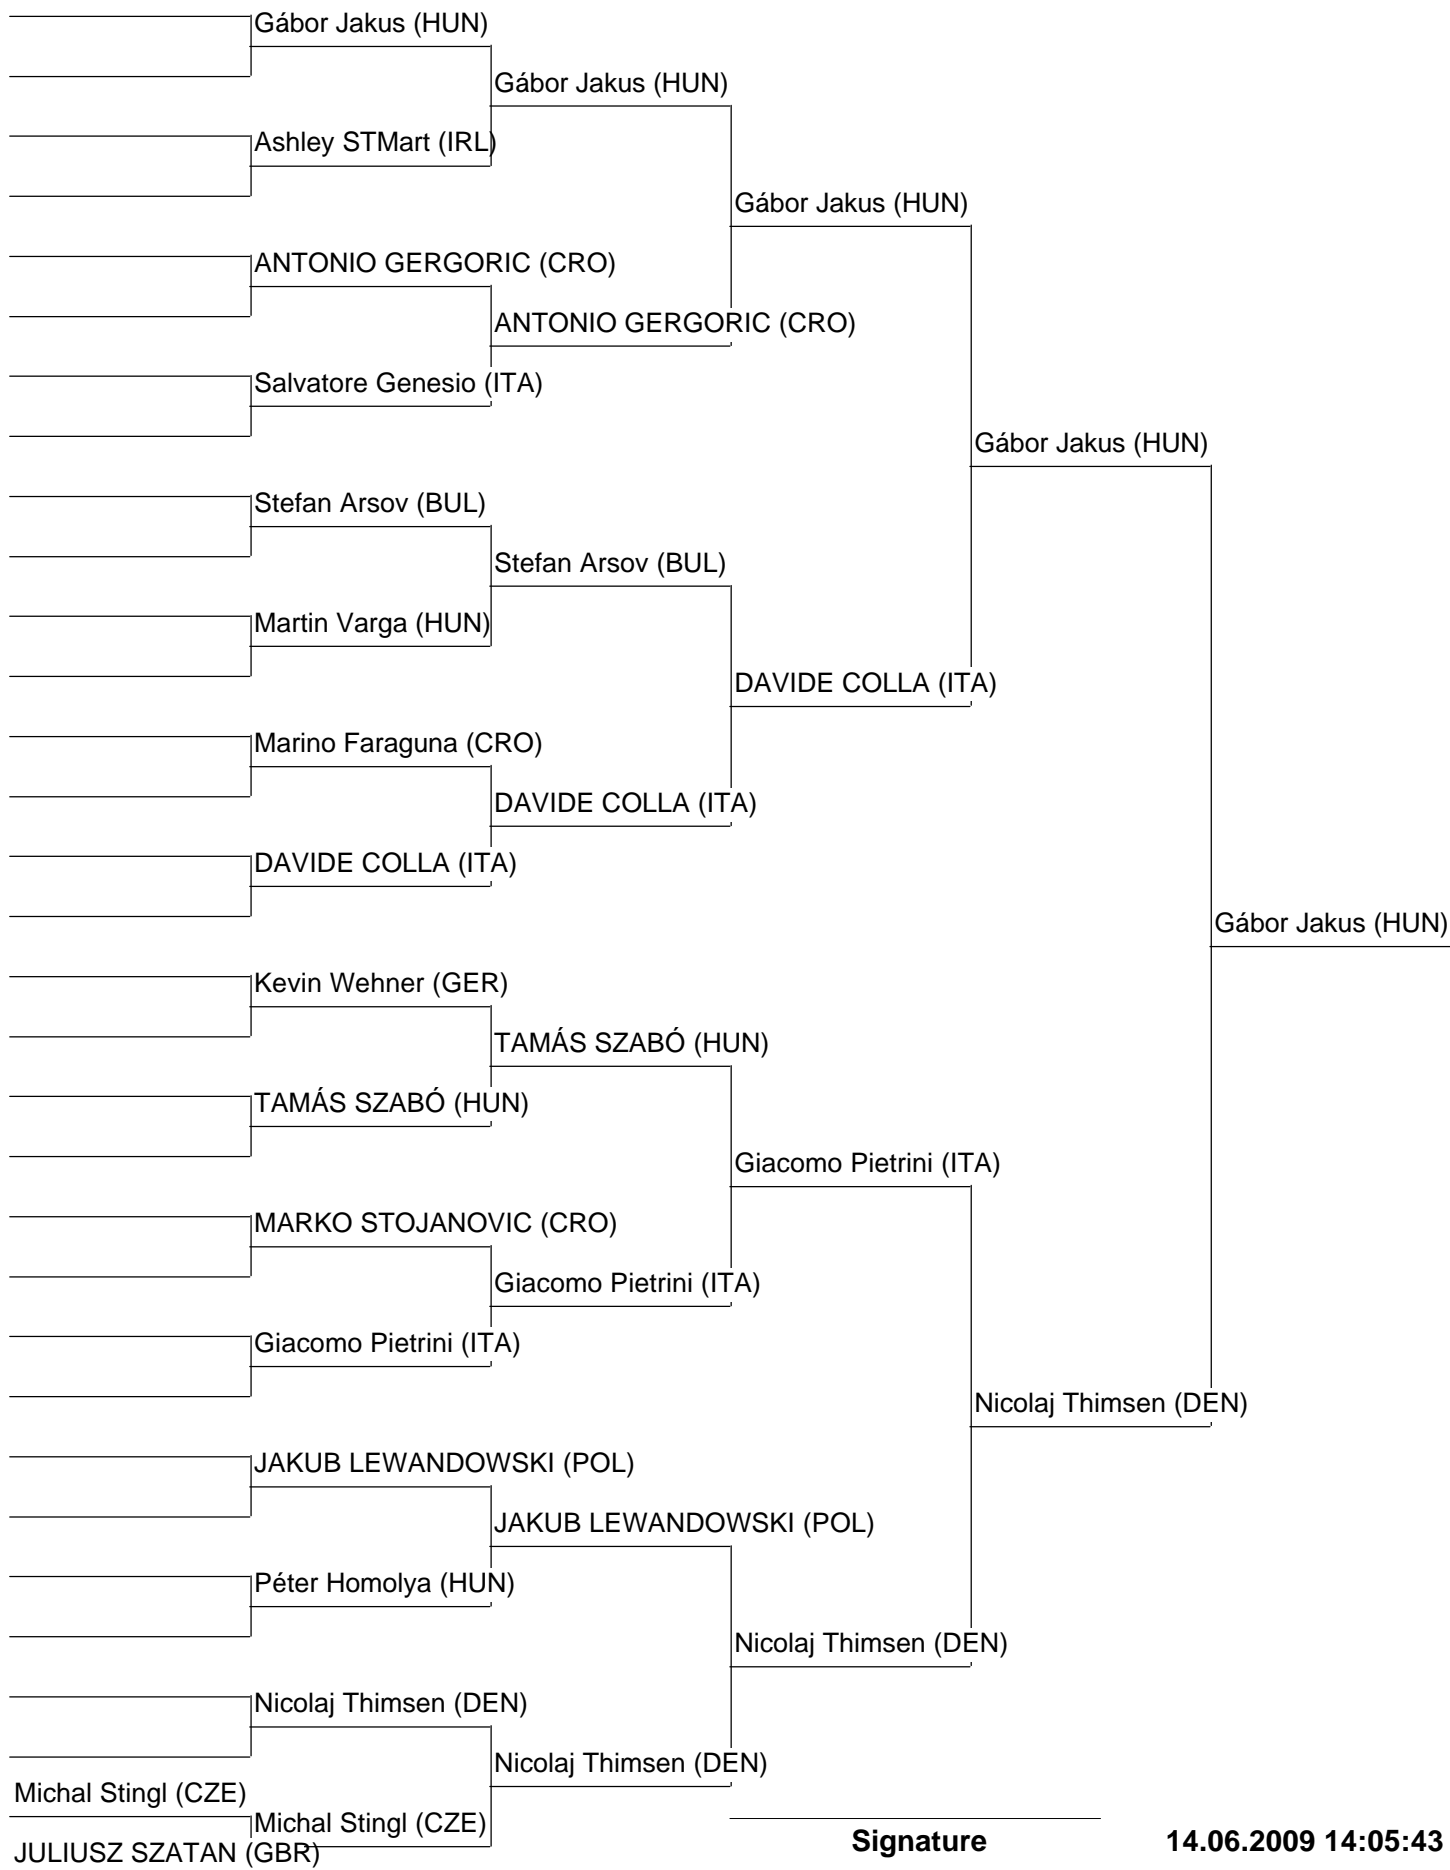 Gábor Jakus (HUN)
Gábor Jakus (HUN)
Ashley STMart (IRL)
Gábor Jakus (HUN)
ANTONIO GERGORIC (CRO)
ANTONIO GERGORIC (CRO)
Salvatore Genesio (ITA)
Gábor Jakus (HUN)
Stefan Arsov (BUL)
Stefan Arsov (BUL)
Martin Varga (HUN)
DAVIDE COLLA (ITA)
Marino Faraguna (CRO)
DAVIDE COLLA (ITA)
DAVIDE COLLA (ITA)
Gábor Jakus (HUN)
Kevin Wehner (GER)
TAMÁS SZABÓ (HUN)
TAMÁS SZABÓ (HUN)
Giacomo Pietrini (ITA)
MARKO STOJANOVIC (CRO)
Giacomo Pietrini (ITA)
Giacomo Pietrini (ITA)
Nicolaj Thimsen (DEN)
JAKUB LEWANDOWSKI (POL)
JAKUB LEWANDOWSKI (POL)
Péter Homolya (HUN)
Nicolaj Thimsen (DEN)
Nicolaj Thimsen (DEN)
Nicolaj Thimsen (DEN)
Michal Stingl (CZE)
Michal Stingl (CZE)
JULIUSZ SZATAN (GBR)
Signature 14.06.2009 14:05:43